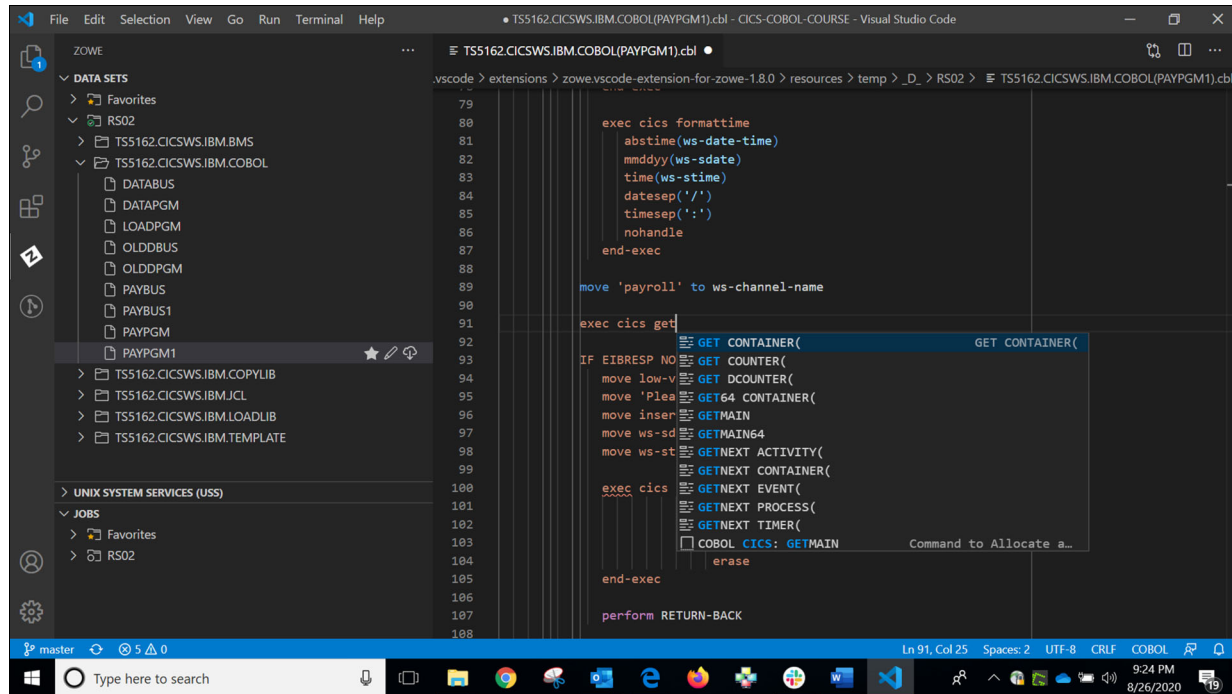 File Edit Selection View Go Run Terminal Help
● TS5162.CICSWS.IBM.COBOL(PAYPGM1).cbl - CICS-COBOL-COURSE - Visual Studio Code
1
ZOWE ···
DATA SETS
Favorites
RS02
TS5162.CICSWS.IBM.BMS
TS5162.CICSWS.IBM.COBOL
DATABUS
DATAPGM
LOADPGM
OLDDBUS
OLDDPGM
PAYBUS
PAYBUS1
PAYPGM
PAYPGM1
TS5162.CICSWS.IBM.COPYLIB
TS5162.CICSWS.IBM.JCL
TS5162.CICSWS.IBM.LOADLIB
TS5162.CICSWS.IBM.TEMPLATE
UNIX SYSTEM SERVICES (USS)
JOBS
Favorites
RS02
TS5162.CICSWS.IBM.COBOL(PAYPGM1).cbl ●
.vscode > extensions > zowe.vscode-extension-for-zowe-1.8.0 > resources > temp > _D_ > RS02 > TS5162.CICSWS.IBM.COBOL(PAYPGM1).cbl
79
80 exec cics formattime
81 abstime(ws-date-time)
82 mmddyy(ws-sdate)
83 time(ws-stime)
84 datesep('/')
85 timesep(':')
86 nohandle
87 end-exec
88
89 move 'payroll' to ws-channel-name
90
91 exec cics get
92
93 IF EIBRESP NO
94 move low-v
95 move 'Plea
96 move inser
97 move ws-sd
98 move ws-st
99
100 exec cics
101
102
103
104 erase
105 end-exec
106
107 perform RETURN-BACK
108
GET CONTAINER( GET CONTAINER(
GET COUNTER(
GET DCOUNTER(
GET64 CONTAINER(
GETMAIN
GETMAIN64
GETNEXT ACTIVITY(
GETNEXT CONTAINER(
GETNEXT EVENT(
GETNEXT PROCESS(
GETNEXT TIMER(
COBOL CICS: GETMAIN Command to Allocate a…
master 5 0 Ln 91, Col 25 Spaces: 2 UTF-8 CRLF COBOL
Type here to search
9:24 PM
8/26/2020
19